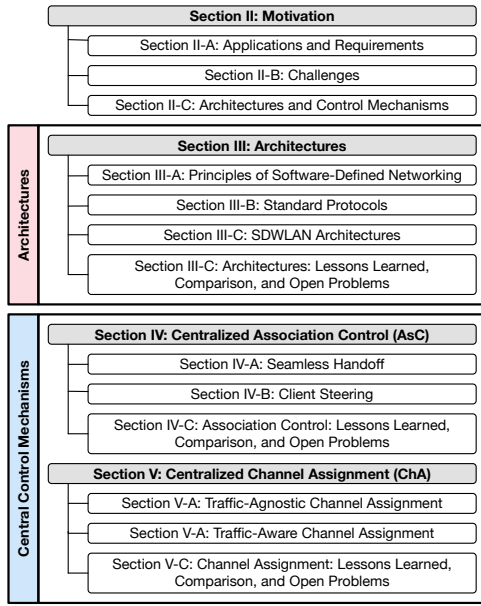 Section II: Motivation
Section II-A: Applications and Requirements
Section II-B: Challenges
Section II-C: Architectures and Control Mechanisms
Architectures
Section III: Architectures
Section III-A: Principles of Software-Defined Networking
Section III-B: Standard Protocols
Section III-C: SDWLAN Architectures
Section III-C: Architectures: Lessons Learned,
Comparison, and Open Problems
Central Control Mechanisms
Section IV: Centralized Association Control (AsC)
Section IV-A: Seamless Handoff
Section IV-B: Client Steering
Section IV-C: Association Control: Lessons Learned,
Comparison, and Open Problems
Section V: Centralized Channel Assignment (ChA)
Section V-A: Traffic-Agnostic Channel Assignment
Section V-A: Traffic-Aware Channel Assignment
Section V-C: Channel Assignment: Lessons Learned,
Comparison, and Open Problems